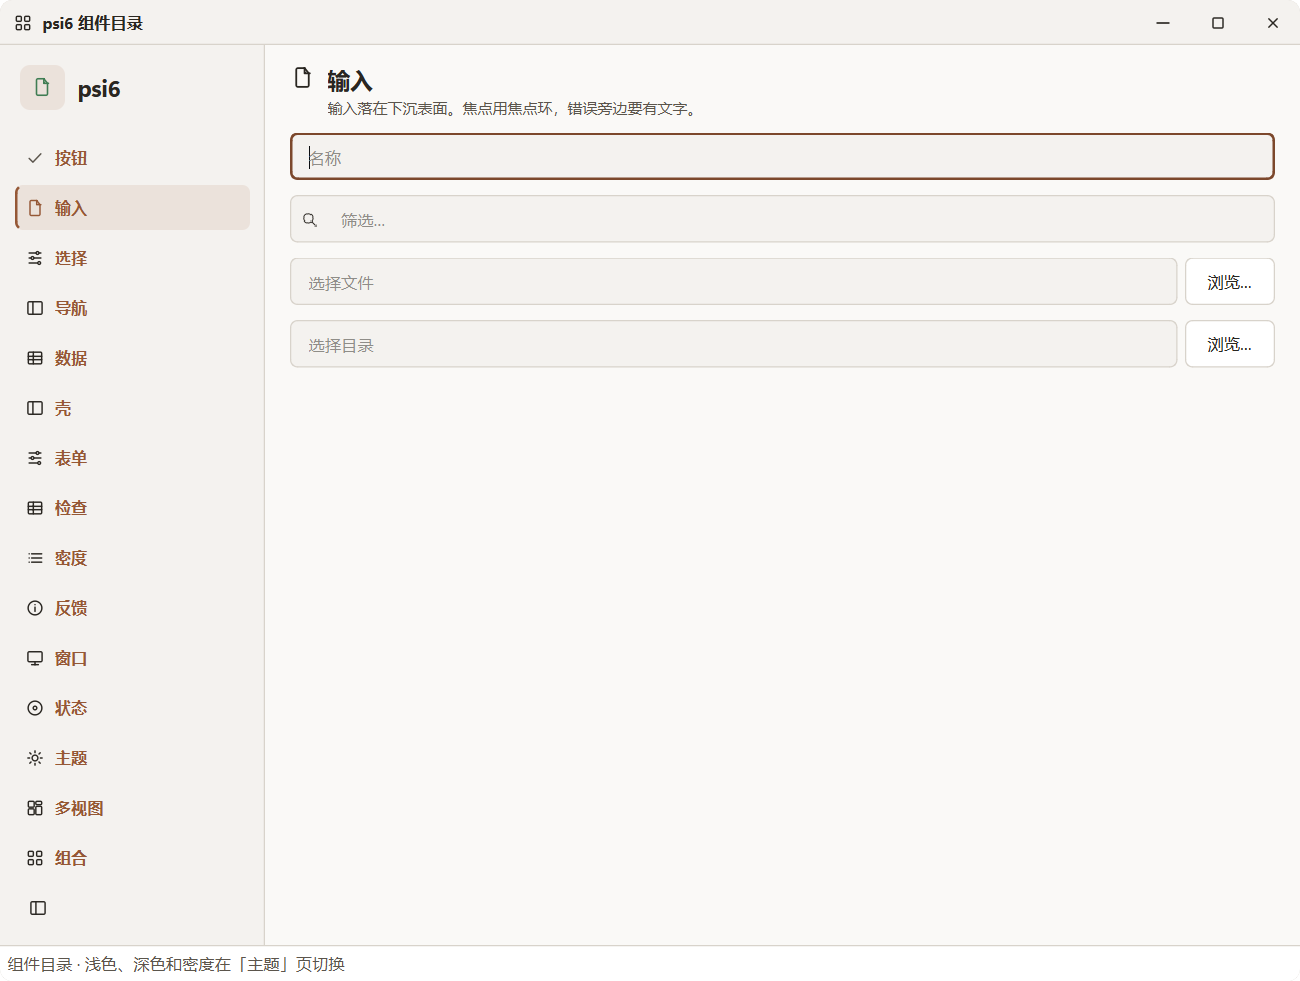 psi6 组件目录
psi6
按钮
输入
选择
导航
数据
壳
表单
检查
密度
反馈
窗口
状态
主题
多视图
组合
输入
输入落在下沉表面。焦点用焦点环，错误旁边要有文字。
名称
筛选...
选择文件
浏览...
选择目录
浏览...
组件目录 · 浅色、深色和密度在「主题」页切换